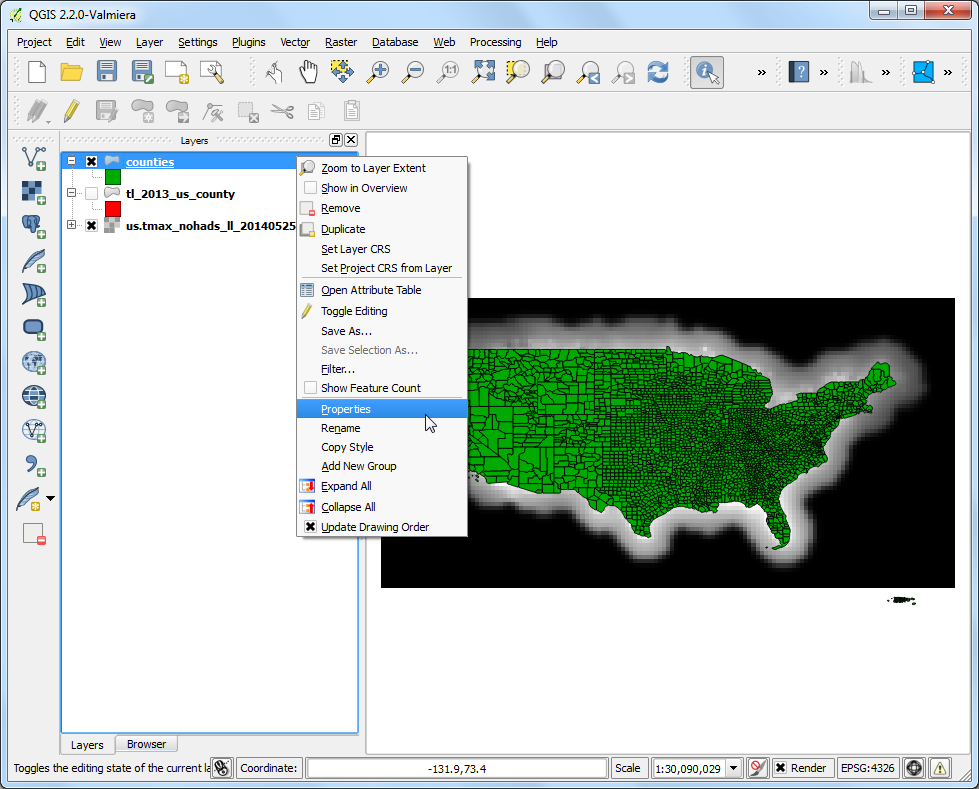 QGIS 2.2.0-Valmiera
Project Edit View Layer Settings Plugins Vector Raster Database Web Processing Help
1:1 » ? » » »
Layers
counties
tl_2013_us_county
us.tmax_nohads_ll_20140525
Zoom to Layer Extent
Show in Overview
Remove
Duplicate
Set Layer CRS
Set Project CRS from Layer
Open Attribute Table
Toggle Editing
Save As...
Save Selection As...
Filter...
Show Feature Count
Properties
Rename
Copy Style
Add New Group
Expand All
Collapse All
Update Drawing Order
Layers Browser
Toggles the editing state of the current la Coordinate: -131.9,73.4 Scale 1:30,090,029 Render EPSG:4326